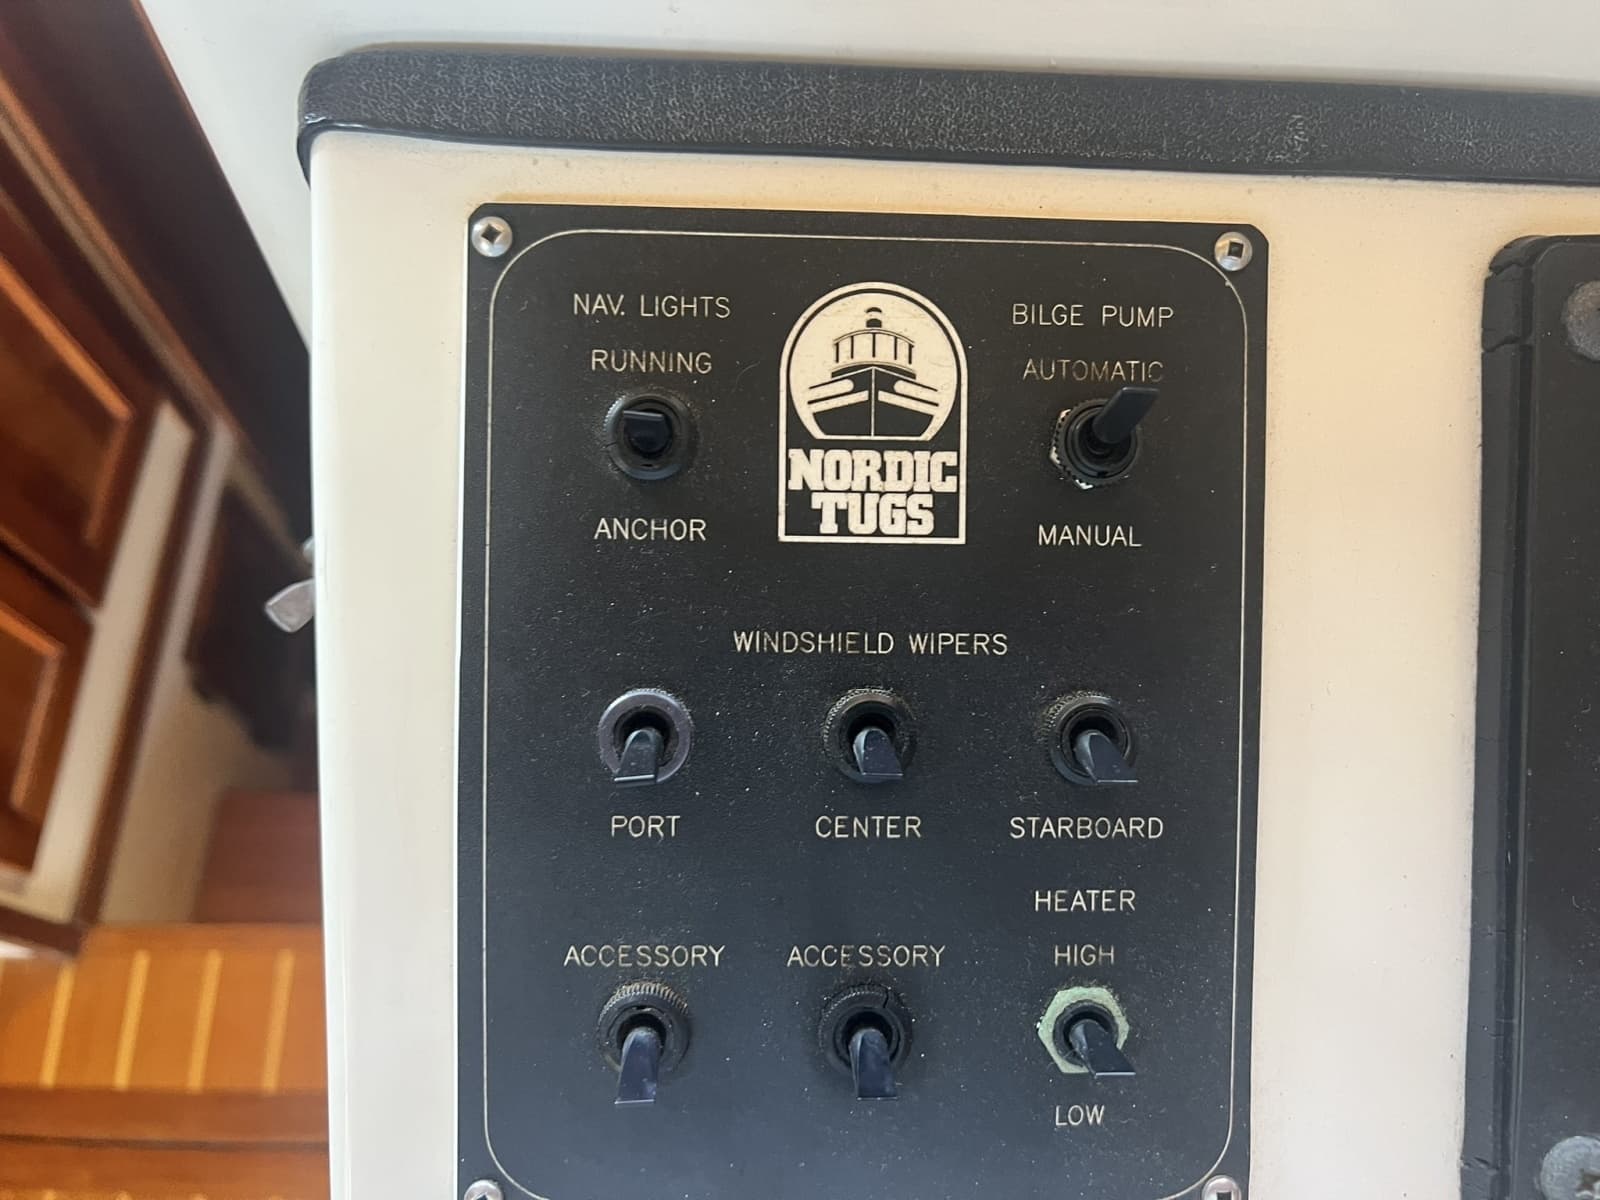 NAV. LIGHTS
RUNNING
ANCHOR
NORDIC
TUGS
BILGE PUMP
AUTOMATIC
MANUAL
WINDSHIELD WIPERS
PORT
CENTER
STARBOARD
ACCESSORY
ACCESSORY
HEATER
HIGH
LOW